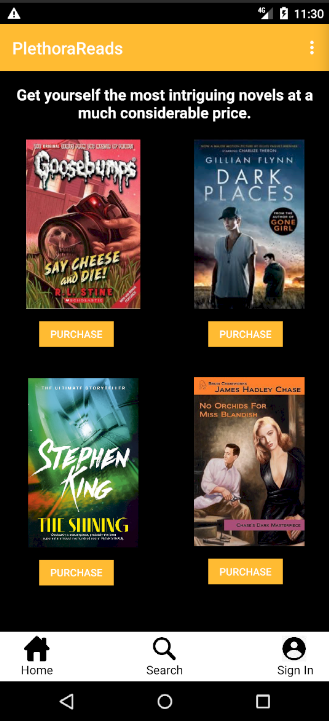 4G 11:30
PlethoraReads
Get yourself the most intriguing novels at a
much considerable price.
Goosebumps
SAY CHEESE
AND DIE!
R.L. STINE
SCHOLASTIC
GILLIAN FLYNN
DARK
PLACES
FROM THE
AUTHOR OF
GONE
GIRL
PURCHASE
PURCHASE
THE ULTIMATE STORYTELLER
STEPHEN
KING
THE SHINING
JAMES HADLEY CHASE
NO ORCHIDS FOR
MISS BLANDISH
CHASE'S DARK MASTERPIECE
PURCHASE
PURCHASE
Home
Search
Sign In